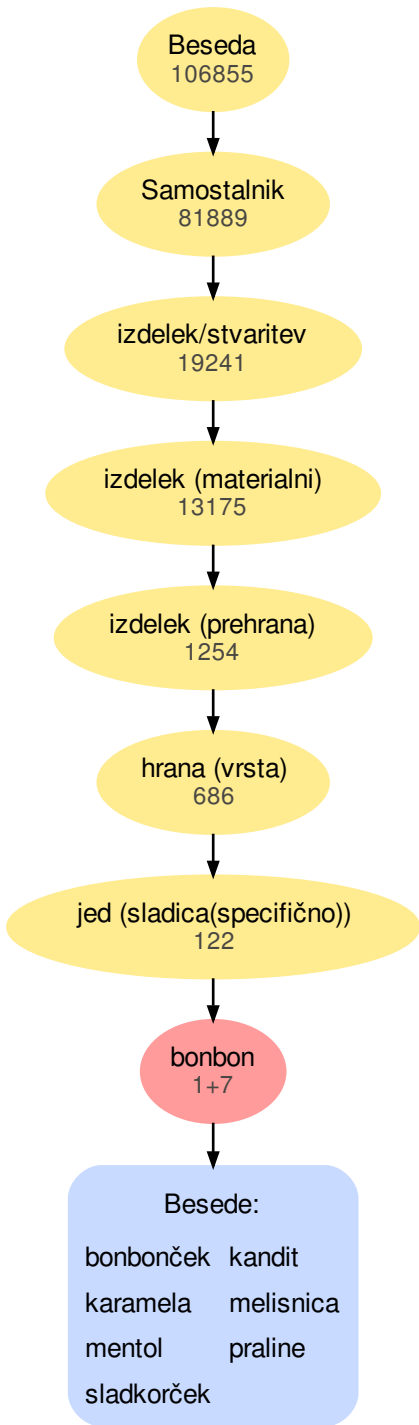 Beseda
106855
Samostalnik
81889
izdelek/stvaritev
19241
izdelek (materialni)
13175
izdelek (prehrana)
1254
hrana (vrsta)
686
jed (sladica(specifično))
122
bonbon
1+7
Besede:
bonbonček kandit
karamela melisnica
mentol praline
sladkorček